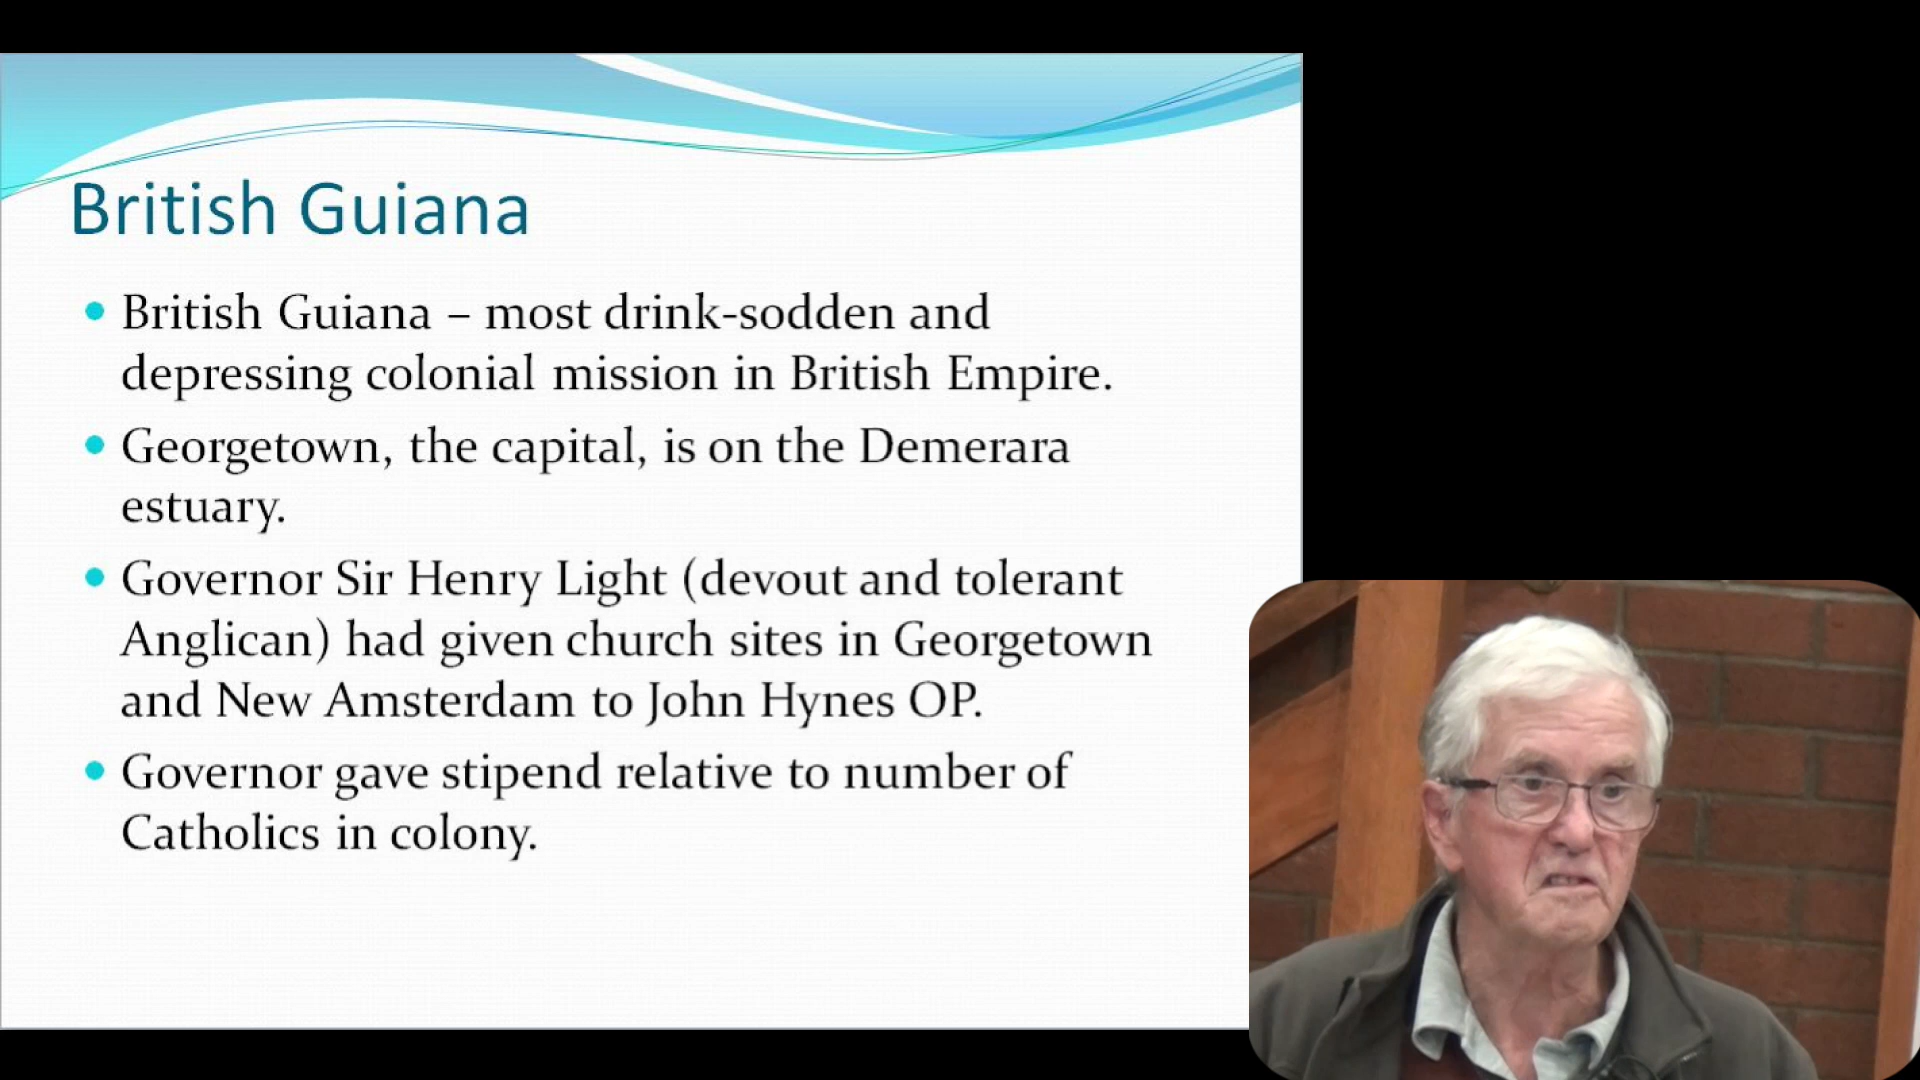 British Guiana
• British Guiana – most drink-sodden and
depressing colonial mission in British Empire.
• Georgetown, the capital, is on the Demerara
estuary.
• Governor Sir Henry Light (devout and tolerant
Anglican) had given church sites in Georgetown
and New Amsterdam to John Hynes OP.
• Governor gave stipend relative to number of
Catholics in colony.